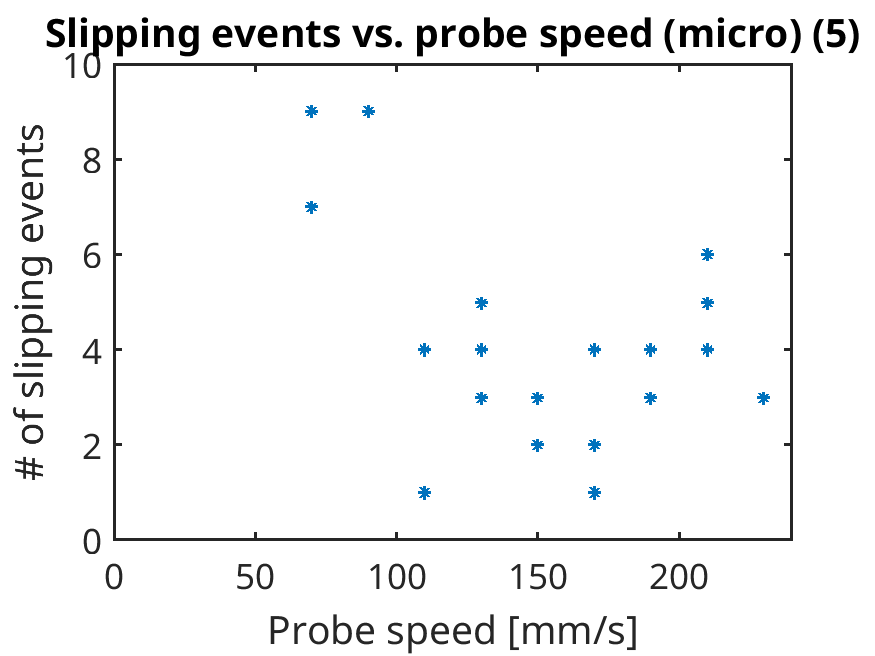 Slipping events vs. probe speed (micro) (5)
10
8
6
4
2
0
# of slipping events
0 50 100 150 200
Probe speed [mm/s]